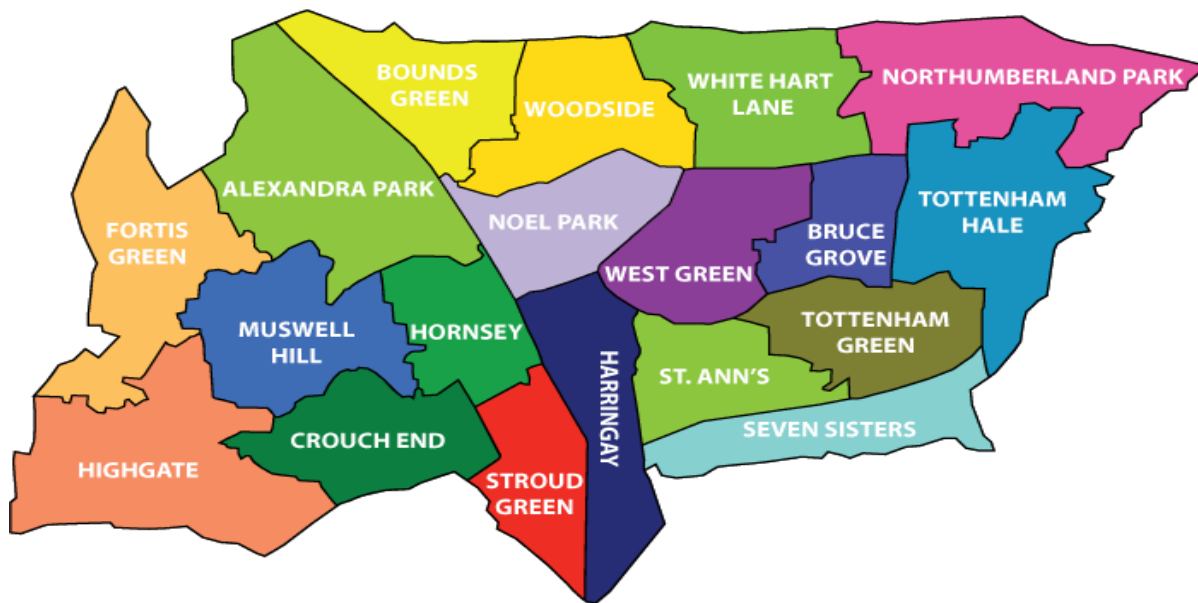 BOUNDS
GREEN
WOODSIDE
WHITE HART
LANE
NORTHUMBERLAND PARK
ALEXANDRA PARK
FORTIS
GREEN
NOEL PARK
WEST GREEN
BRUCE
GROVE
TOTTENHAM
HALE
MUSWELL
HILL
HORNSEY
HARRINGAY
ST. ANN'S
TOTTENHAM
GREEN
HIGHGATE
CROUCH END
STROUD
GREEN
SEVEN SISTERS